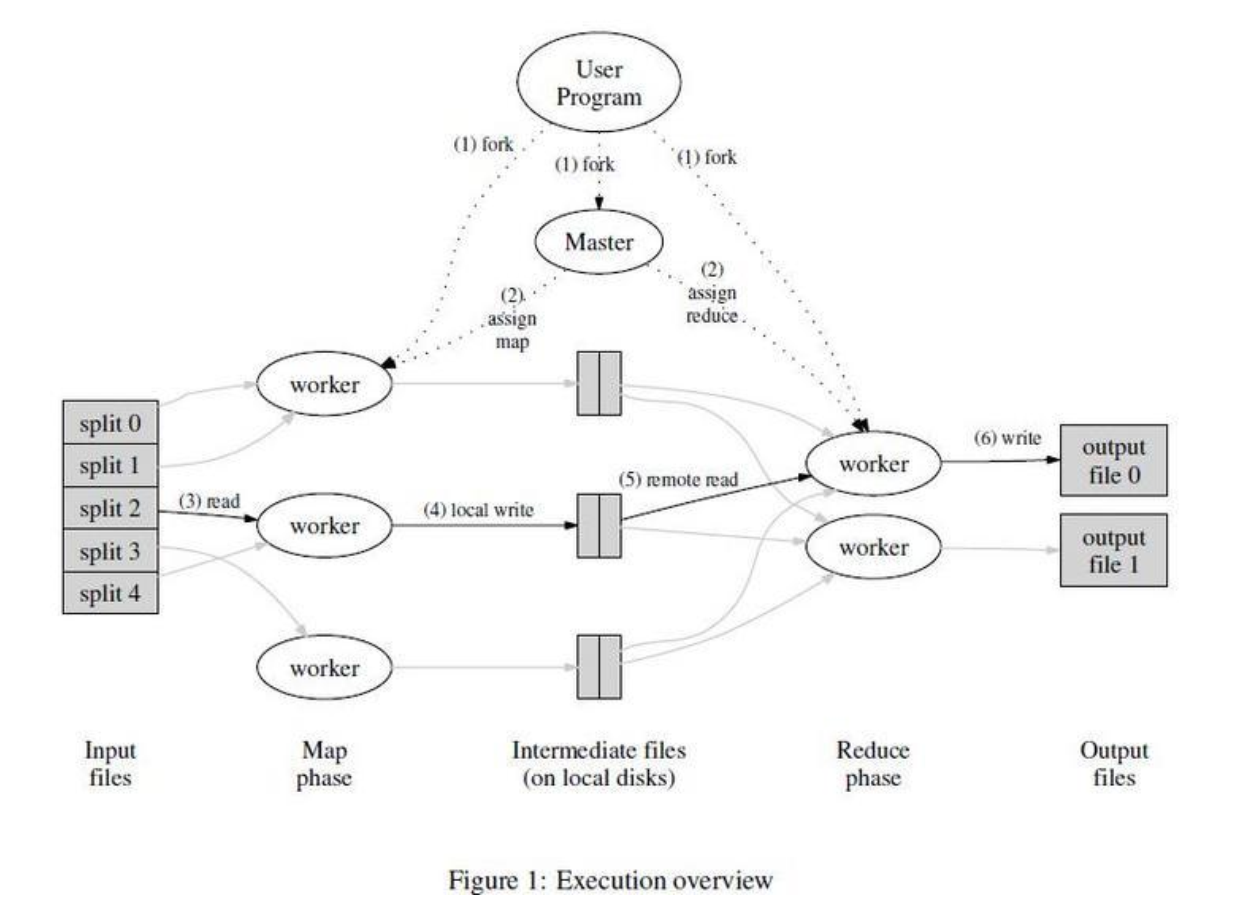 User
Program
(1) fork
(1) fork
(1) fork
Master
(2)
assign
map
(2)
assign
reduce
worker
split 0
split 1
split 2
split 3
split 4
(3) read
worker
(4) local write
(5) remote read
worker
worker
worker
(6) write
output
file 0
output
file 1
Input
files
Map
phase
Intermediate files
(on local disks)
Reduce
phase
Output
files
Figure 1: Execution overview